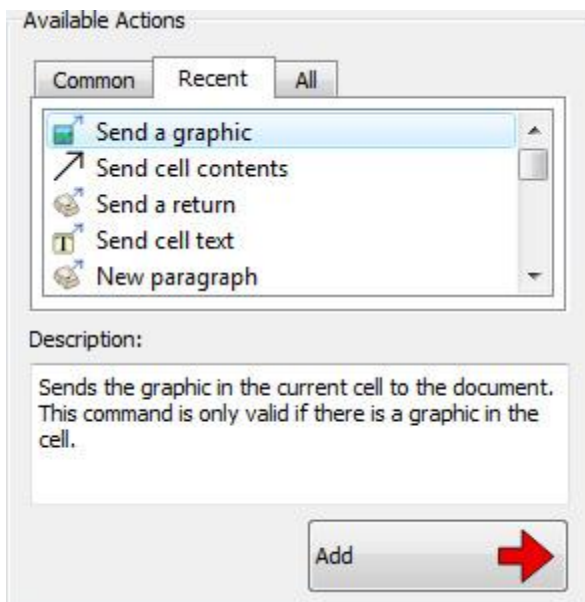 Available Actions
Common Recent All
Send a graphic
Send cell contents
Send a return
T Send cell text
New paragraph
Description:
Sends the graphic in the current cell to the document.
This command is only valid if there is a graphic in the
cell.
Add